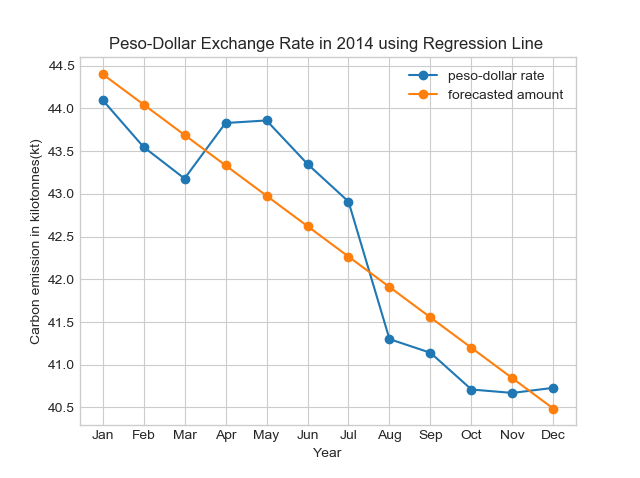 Peso-Dollar Exchange Rate in 2014 using Regression Line
peso-dollar rate
forecasted amount
Carbon emission in kilotonnes(kt)
44.5
44.0
43.5
43.0
42.5
42.0
41.5
41.0
40.5
Jan Feb Mar Apr May Jun Jul Aug Sep Oct Nov Dec
Year